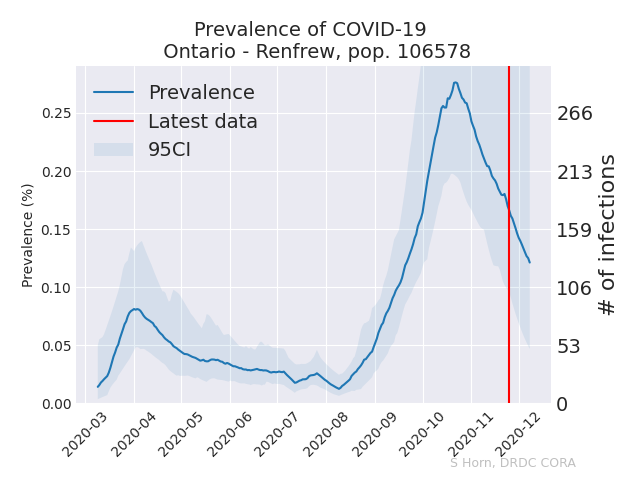 Prevalence of COVID-19
Ontario - Renfrew, pop. 106578
Prevalence
Latest data
95CI
Prevalence (%)
0.25
0.20
0.15
0.10
0.05
0.00
# of infections
266
213
159
106
53
0
2020-03
2020-04
2020-05
2020-06
2020-07
2020-08
2020-09
2020-10
2020-11
2020-12
S Horn, DRDC CORA